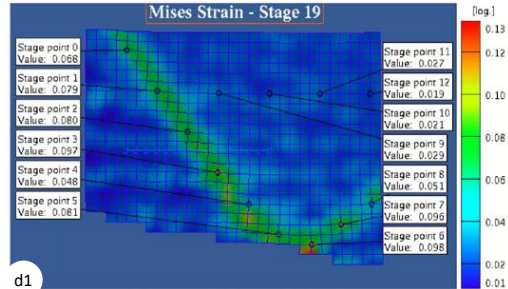 Mises Strain - Stage 19
[log.]
Stage point 0
Value: 0.068
Stage point 1
Value: 0.079
Stage point 2
Value: 0.080
Stage point 3
Value: 0.097
Stage point 4
Value: 0.048
Stage point 5
Value: 0.081
Stage point 11
Value: 0.027
Stage point 12
Value: 0.019
Stage point 10
Value: 0.021
Stage point 9
Value: 0.029
Stage point 8
Value: 0.051
Stage point 7
Value: 0.096
Stage point 6
Value: 0.098
0.13
0.12
0.10
0.08
0.06
0.04
0.02
0.01
d1